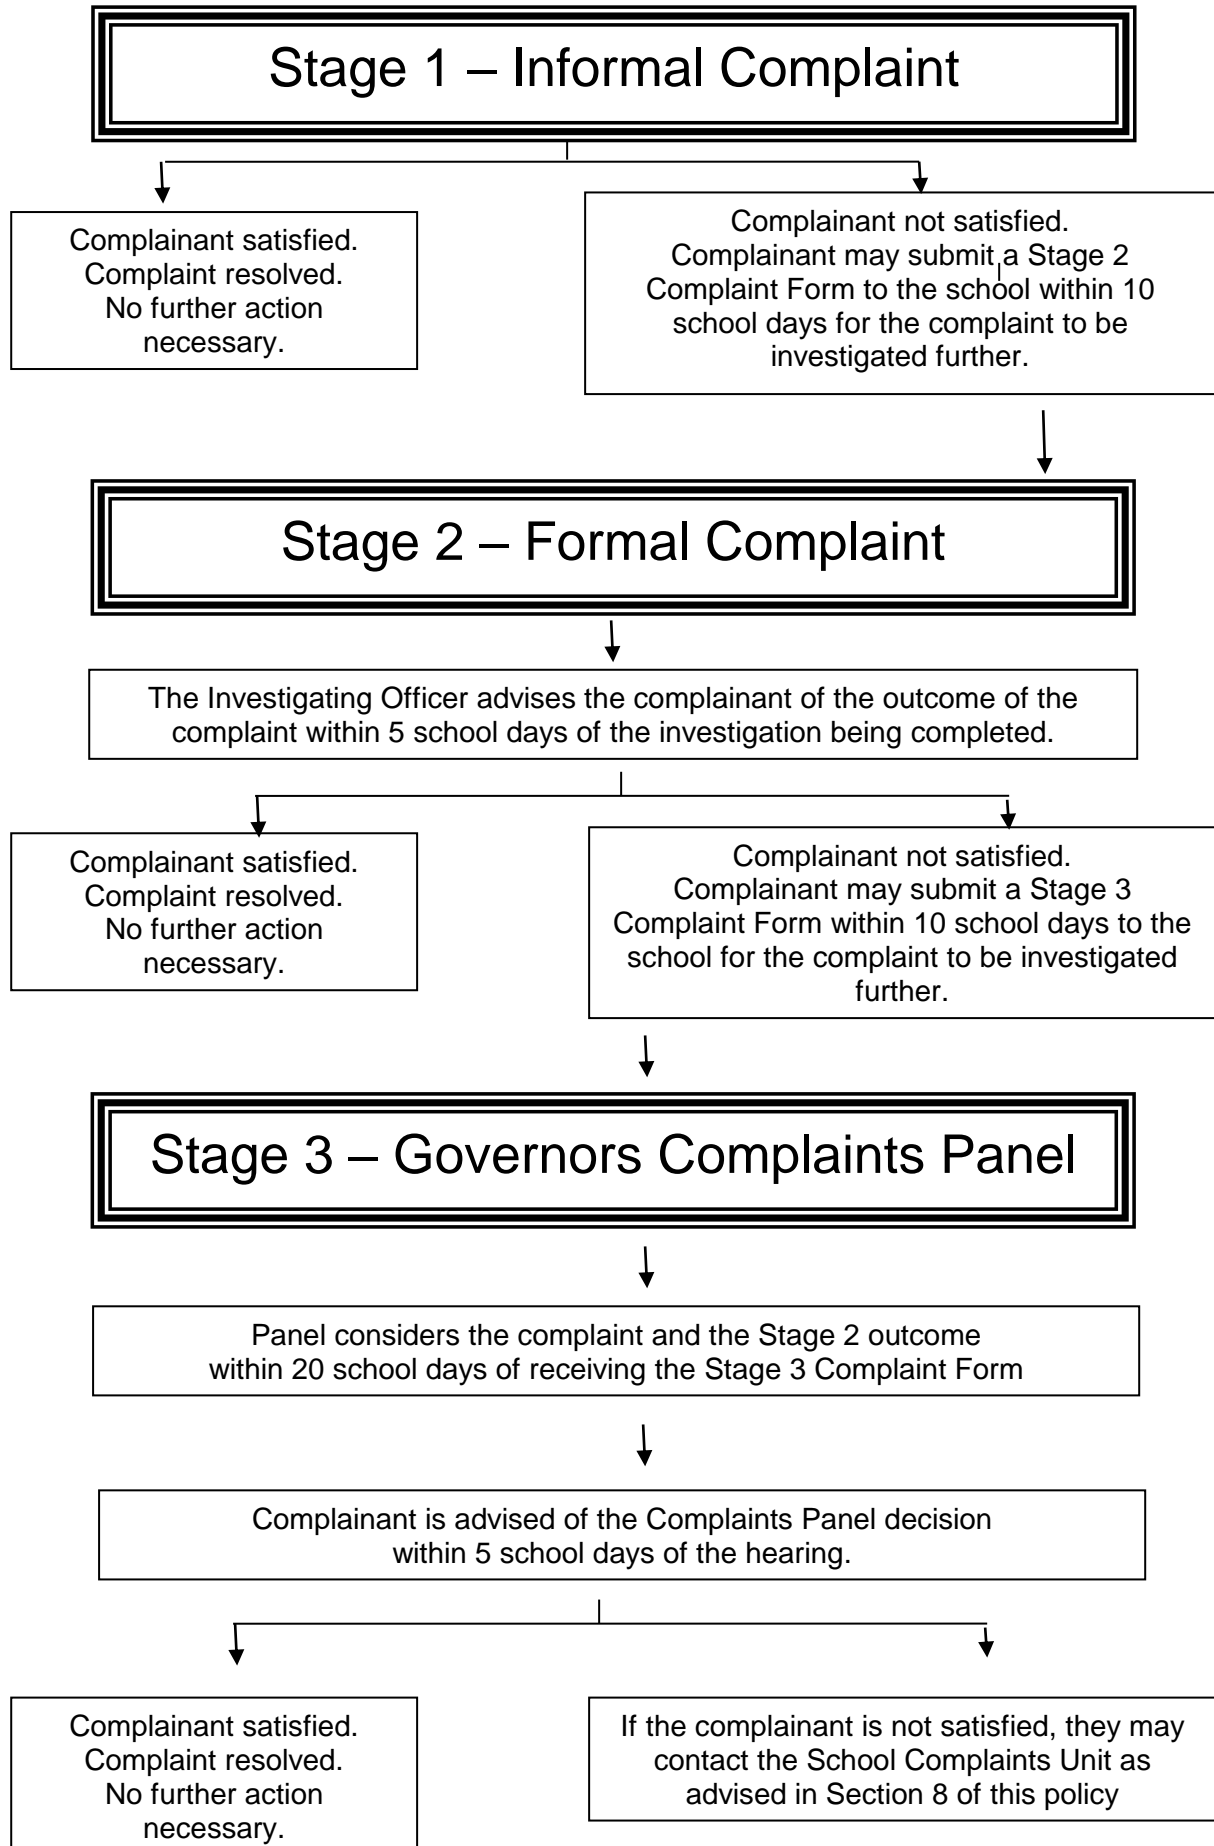 Stage 1 – Informal Complaint
Complainant satisfied.
Complaint resolved.
No further action
necessary.
Complainant not satisfied.
Complainant may submit a Stage 2
Complaint Form to the school within 10
school days for the complaint to be
investigated further.
Stage 2 – Formal Complaint
The Investigating Officer advises the complainant of the outcome of the
complaint within 5 school days of the investigation being completed.
Complainant satisfied.
Complaint resolved.
No further action
necessary.
Complainant not satisfied.
Complainant may submit a Stage 3
Complaint Form within 10 school days to the
school for the complaint to be investigated
further.
Stage 3 – Governors Complaints Panel
Panel considers the complaint and the Stage 2 outcome
within 20 school days of receiving the Stage 3 Complaint Form
Complainant is advised of the Complaints Panel decision
within 5 school days of the hearing.
Complainant satisfied.
Complaint resolved.
No further action
necessary.
If the complainant is not satisfied, they may
contact the School Complaints Unit as
advised in Section 8 of this policy